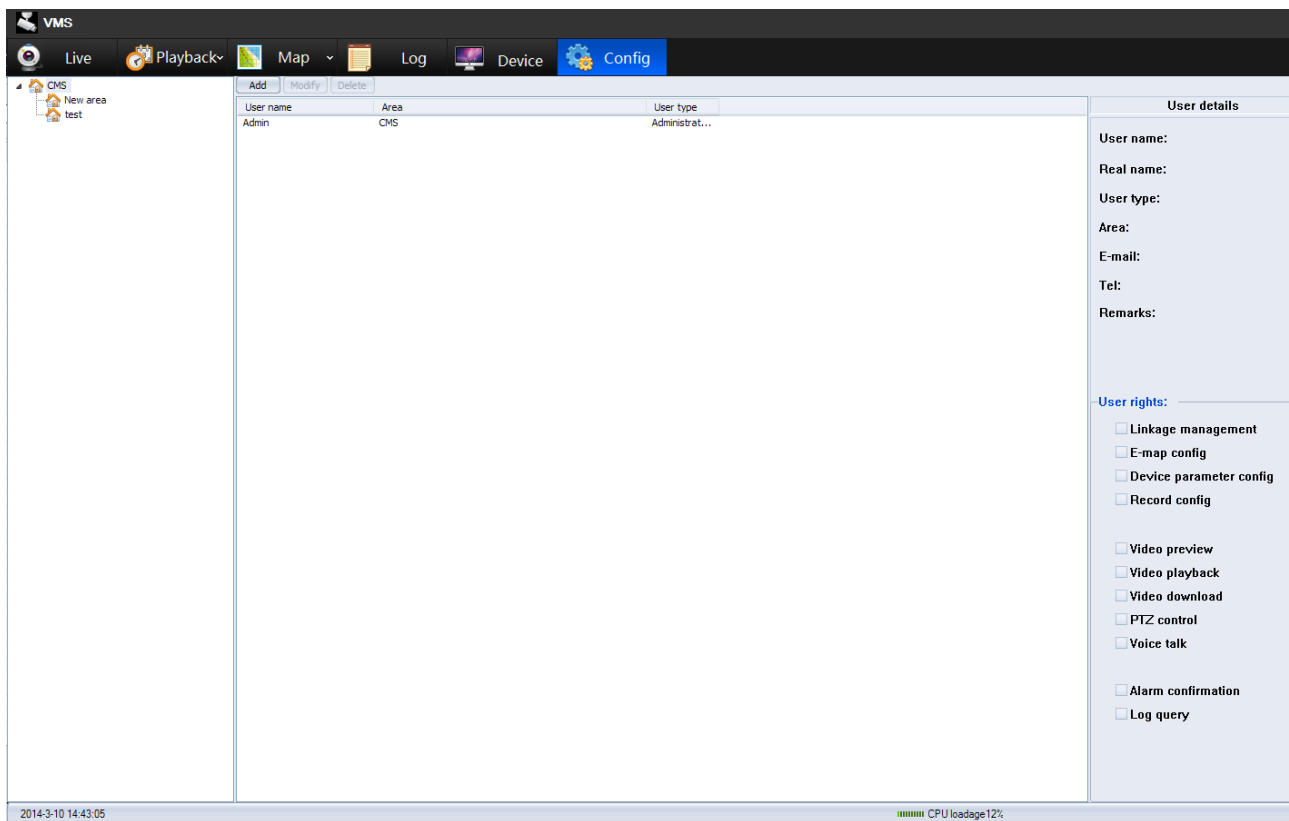 VMS
Live Playback Map Log Device Config
CMS
New area
test
Add Modify Delete
User name Area User type
Admin CMS Administrat...
User details
User name:
Real name:
User type:
Area:
E-mail:
Tel:
Remarks:
User rights:
Linkage management
E-map config
Device parameter config
Record config
Video preview
Video playback
Video download
PTZ control
Voice talk
Alarm confirmation
Log query
2014-3-10 14:43:05 CPU loadage12%